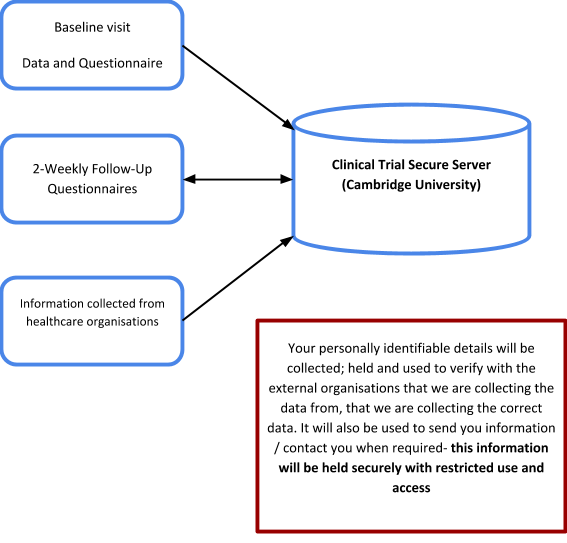 Baseline visit
Data and Questionnaire
2-Weekly Follow-Up
Questionnaires
Clinical Trial Secure Server
(Cambridge University)
Information collected from
healthcare organisations
Your personally identifiable details will be
collected; held and used to verify with the
external organisations that we are collecting the
data from, that we are collecting the correct
data. It will also be used to send you information
/ contact you when required- this information
will be held securely with restricted use and
access